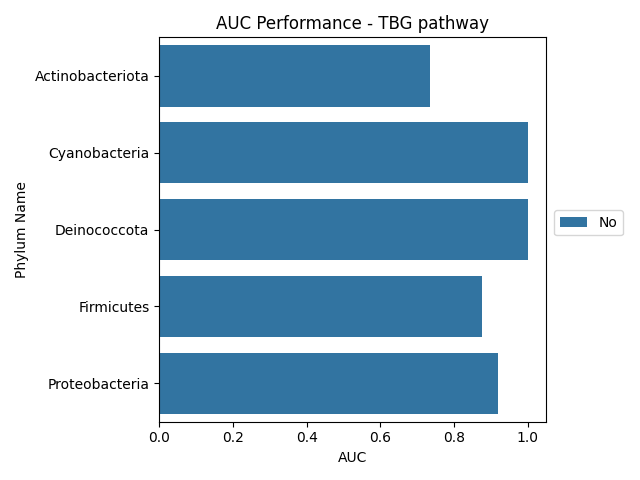 AUC Performance - TBG pathway
Phylum Name
Actinobacteriota
Cyanobacteria
Deinococcota
Firmicutes
Proteobacteria
No
0.0 0.2 0.4 0.6 0.8 1.0
AUC